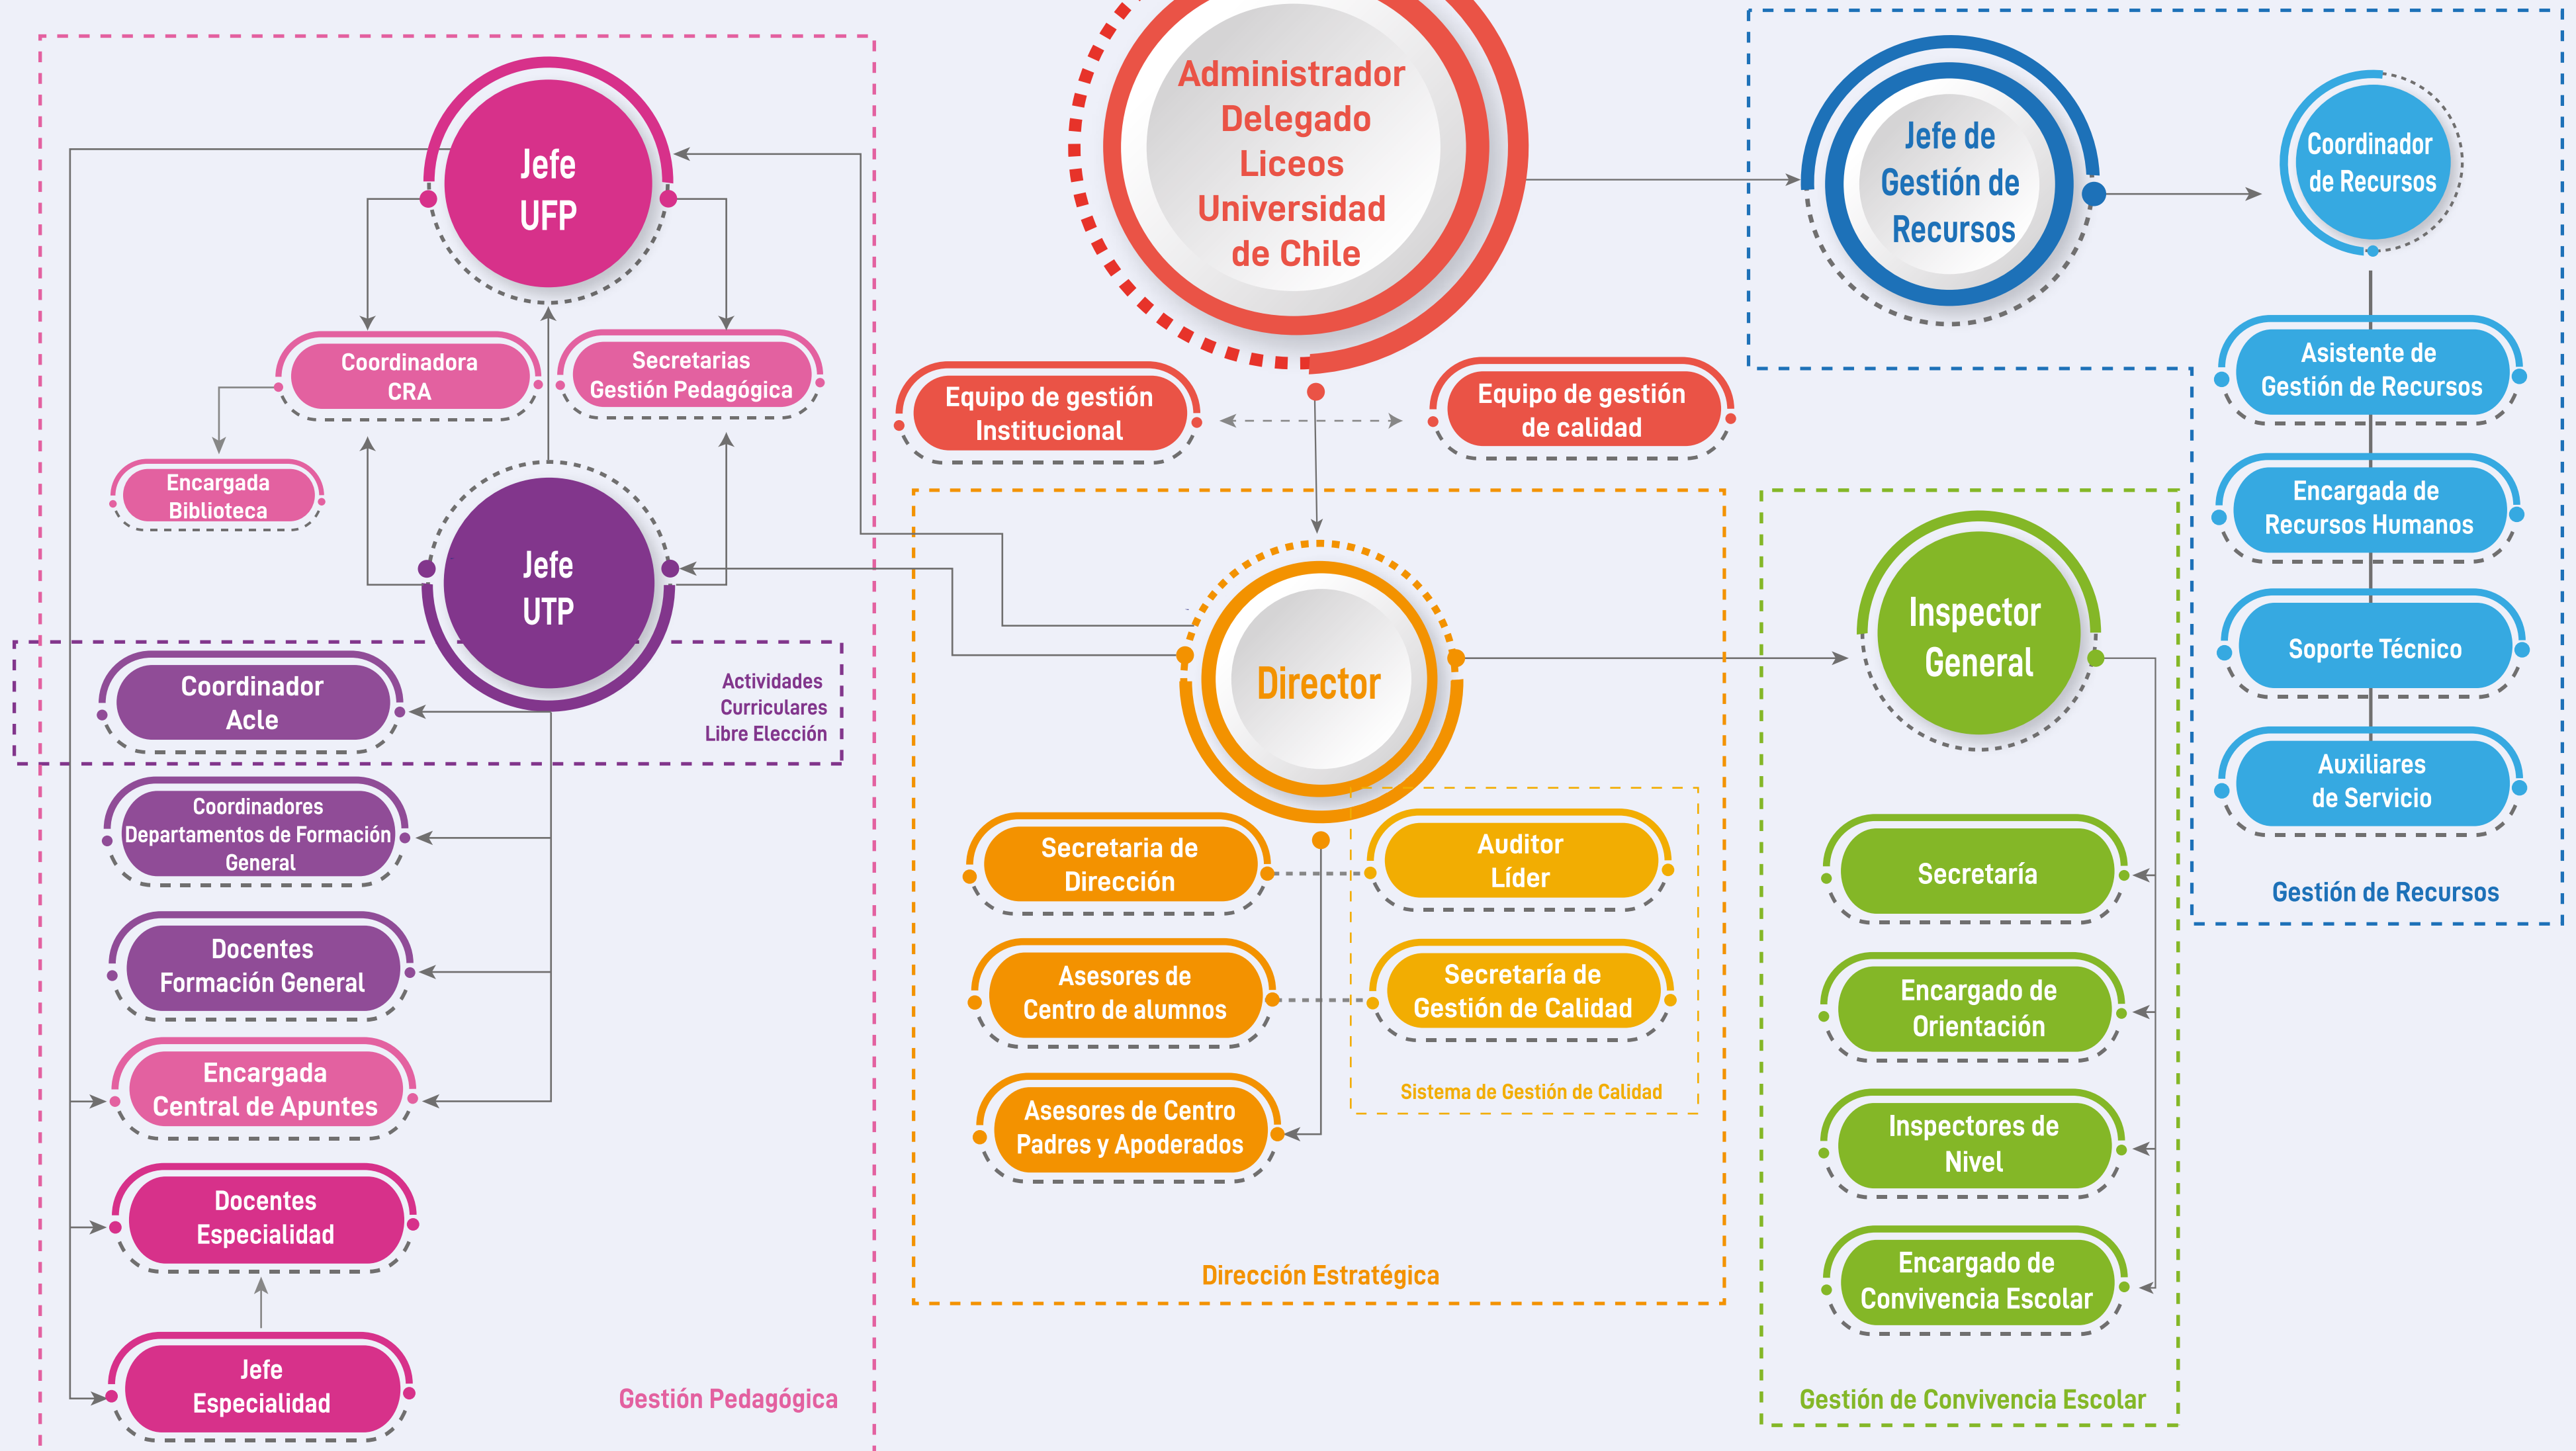 Administrador
Delegado
Liceos
Universidad
de Chile
Equipo de gestión
Institucional
Equipo de gestión
de calidad
Jefe
UFP
Coordinadora
CRA
Secretarias
Gestión Pedagógica
Encargada
Biblioteca
Jefe
UTP
Actividades
Curriculares
Libre Elección
Coordinador
Acle
Coordinadores
Departamentos de Formación
General
Docentes
Formación General
Encargada
Central de Apuntes
Docentes
Especialidad
Jefe
Especialidad
Gestión Pedagógica
Director
Secretaria de
Dirección
Auditor
Líder
Asesores de
Centro de alumnos
Secretaría de
Gestión de Calidad
Asesores de Centro
Padres y Apoderados
Sistema de Gestión de Calidad
Dirección Estratégica
Inspector
General
Secretaría
Encargado de
Orientación
Inspectores de
Nivel
Encargado de
Convivencia Escolar
Gestión de Convivencia Escolar
Jefe de
Gestión de
Recursos
Coordinador
de Recursos
Asistente de
Gestión de Recursos
Encargada de
Recursos Humanos
Soporte Técnico
Auxiliares
de Servicio
Gestión de Recursos